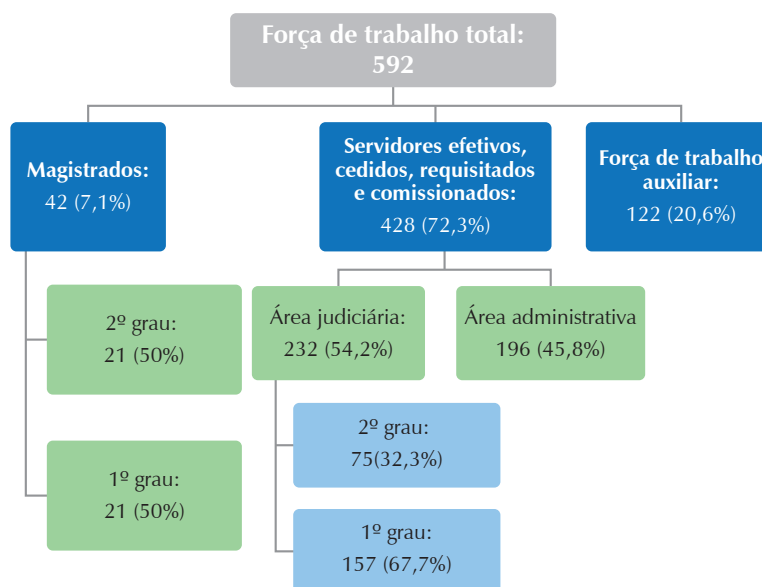 Força de trabalho total:
592
Magistrados:
42 (7,1%)
Servidores efetivos,
cedidos, requisitados
e comissionados:
428 (72,3%)
Força de trabalho
auxiliar:
122 (20,6%)
2º grau:
21 (50%)
1º grau:
21 (50%)
Área judiciária:
232 (54,2%)
Área administrativa
196 (45,8%)
2º grau:
75(32,3%)
1º grau:
157 (67,7%)